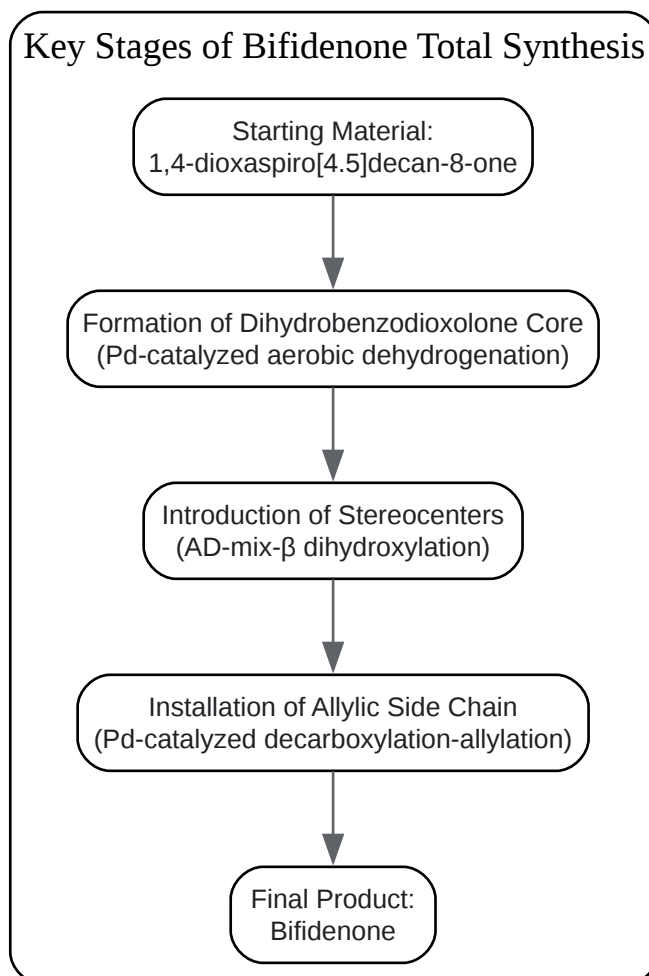 Key Stages of Bifidenone Total Synthesis
Starting Material:
1,4-dioxaspiro[4.5]decan-8-one
Formation of Dihydrobenzodioxolone Core
(Pd-catalyzed aerobic dehydrogenation)
Introduction of Stereocenters
(AD-mix-β dihydroxylation)
Installation of Allylic Side Chain
(Pd-catalyzed decarboxylation-allylation)
Final Product:
Bifidenone